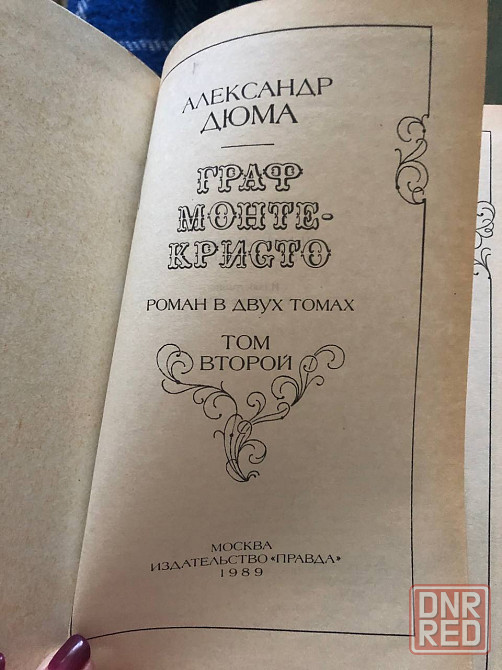 АЛЕКСАНДР
ДЮМА
ГРАФ
МОНТЕ-
КРИСТО
РОМАН В ДВУХ ТОМАХ
ТОМ
ВТОРОЙ
МОСКВА
ИЗДАТЕЛЬСТВО «ПРАВДА»
1989
DNR
RED